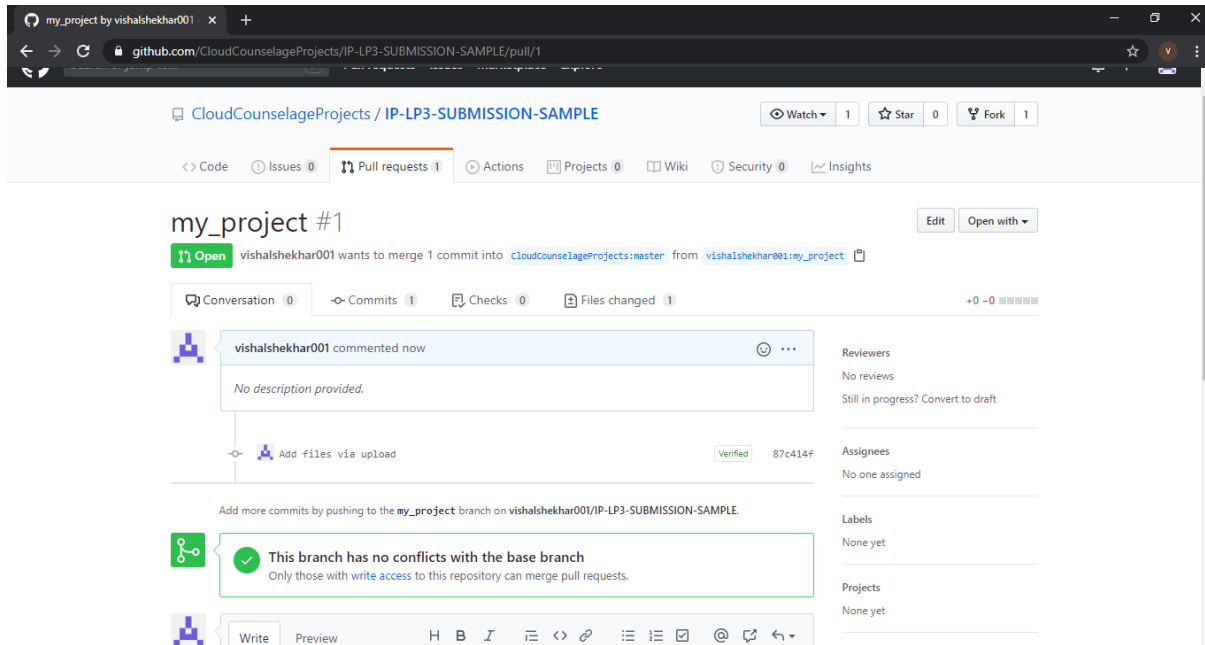 my_project by vishalshekhar001 ·
github.com/CloudCounselageProjects/IP-LP3-SUBMISSION-SAMPLE/pull/1
V
CloudCounselageProjects / IP-LP3-SUBMISSION-SAMPLE
Watch 1 Star 0 Fork 1
Code Issues 0 Pull requests 1 Actions Projects 0 Wiki Security 0 Insights
my_project #1
Edit Open with
Open vishalshekhar001 wants to merge 1 commit into CloudCounselageProjects:master from vishalshekhar001:my_project
Conversation 0 Commits 1 Checks 0 Files changed 1 +0 −0
vishalshekhar001 commented now
No description provided.
Add files via upload Verified 87c414f
Add more commits by pushing to the my_project branch on vishalshekhar001/IP-LP3-SUBMISSION-SAMPLE.
This branch has no conflicts with the base branch
Only those with write access to this repository can merge pull requests.
Write Preview H B I
Reviewers
No reviews
Still in progress? Convert to draft
Assignees
No one assigned
Labels
None yet
Projects
None yet